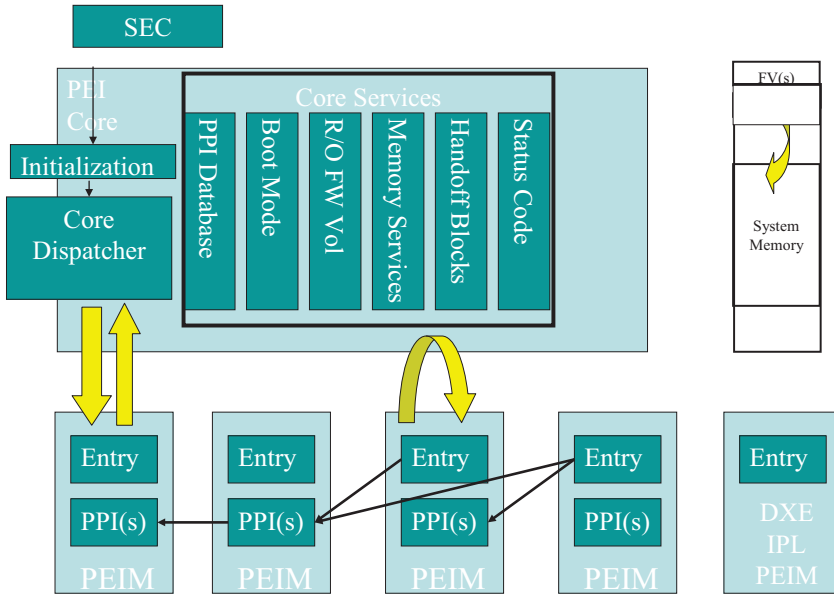 SEC
PEI
Core
Core Services
Initialization
Core
Dispatcher
PPI Database
Boot Mode
R/O FW Vol
Memory Services
Handoff Blocks
Status Code
FV(s)
System
Memory
Entry
PPI(s)
PEIM
Entry
PPI(s)
PEIM
Entry
PPI(s)
PEIM
Entry
PPI(s)
PEIM
Entry
DXE
IPL
PEIM